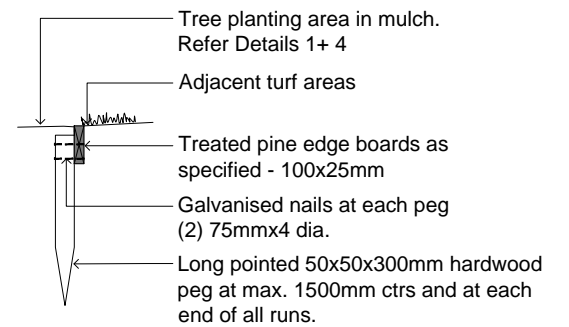 Tree planting area in mulch.
Refer Details 1+ 4
Adjacent turf areas
Treated pine edge boards as
specified - 100x25mm
Galvanised nails at each peg
(2) 75mmx4 dia.
Long pointed 50x50x300mm hardwood
peg at max. 1500mm ctrs and at each
end of all runs.